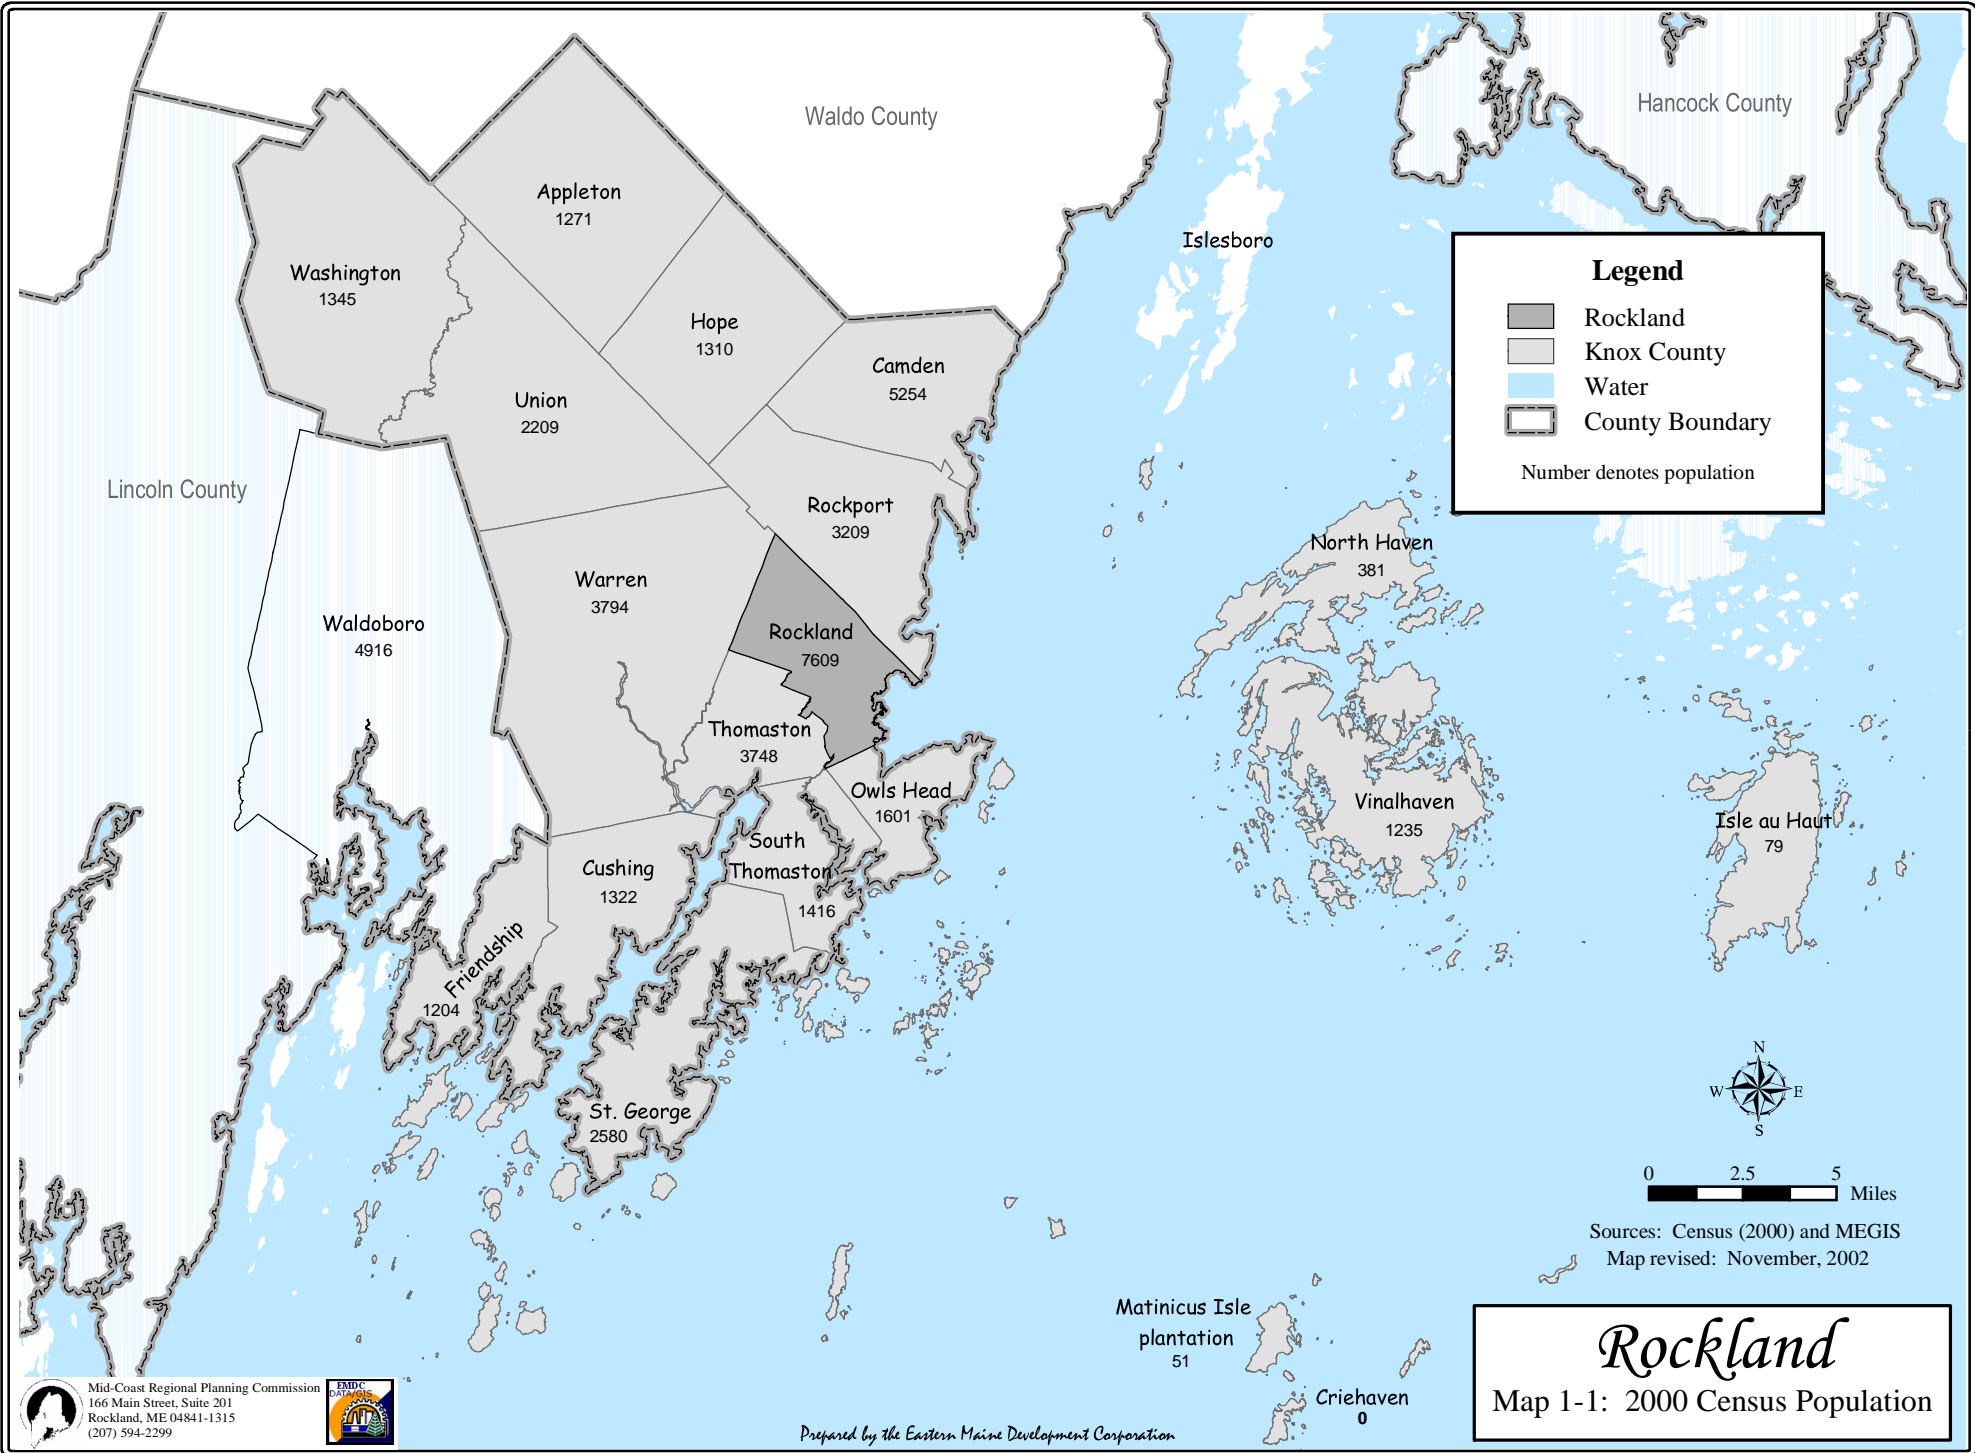 Waldo County
Hancock County
Appleton
1271
Islesboro
Washington
1345
Legend
Rockland
Knox County
Water
County Boundary
Number denotes population
Hope
1310
Camden
5254
Union
2209
Lincoln County
Rockport
3209
North Haven
381
Warren
3794
Waldoboro
4916
Rockland
7609
Thomaston
3748
Owls Head
1601
Vinalhaven
1235
Isle au Haut
79
South
Thomaston
1416
Cushing
1322
Friendship
1204
St. George
2580
N
W E
S
0 2.5 5
Miles
Sources: Census (2000) and MEGIS
Map revised: November, 2002
Matinicus Isle
plantation
51
Criehaven
0
Rockland
Map 1-1: 2000 Census Population
Mid-Coast Regional Planning Commission
166 Main Street, Suite 201
Rockland, ME 04841-1315
(207) 594-2299
EMDC
DATA/GIS
Prepared by the Eastern Maine Development Corporation